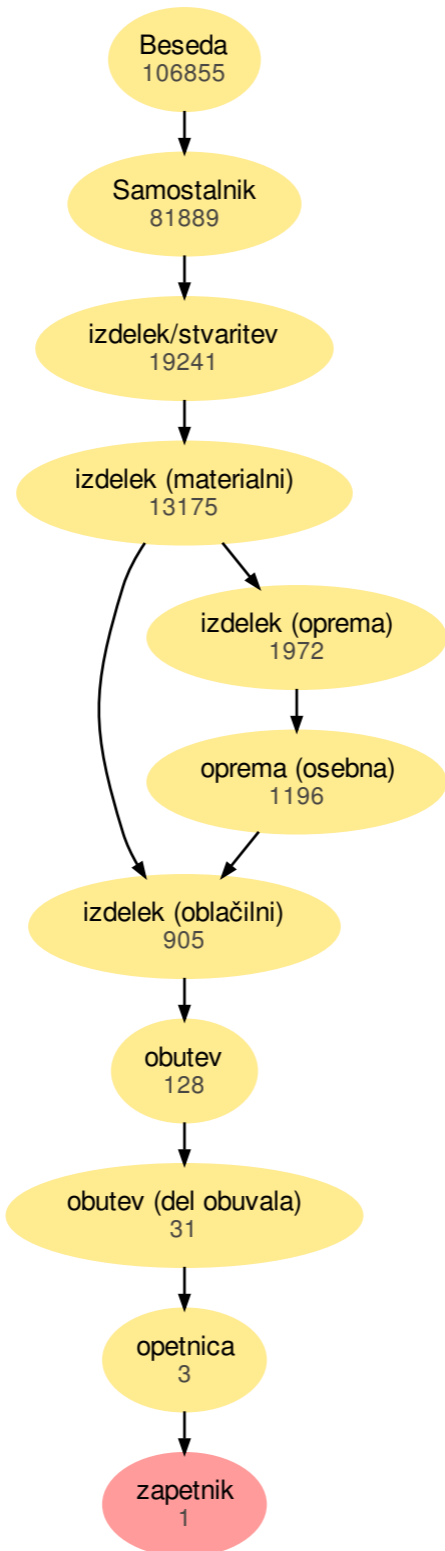 Beseda
106855
Samostalnik
81889
izdelek/stvaritev
19241
izdelek (materialni)
13175
izdelek (oprema)
1972
oprema (osebna)
1196
izdelek (oblačilni)
905
obutev
128
obutev (del obuvala)
31
opetnica
3
zapetnik
1